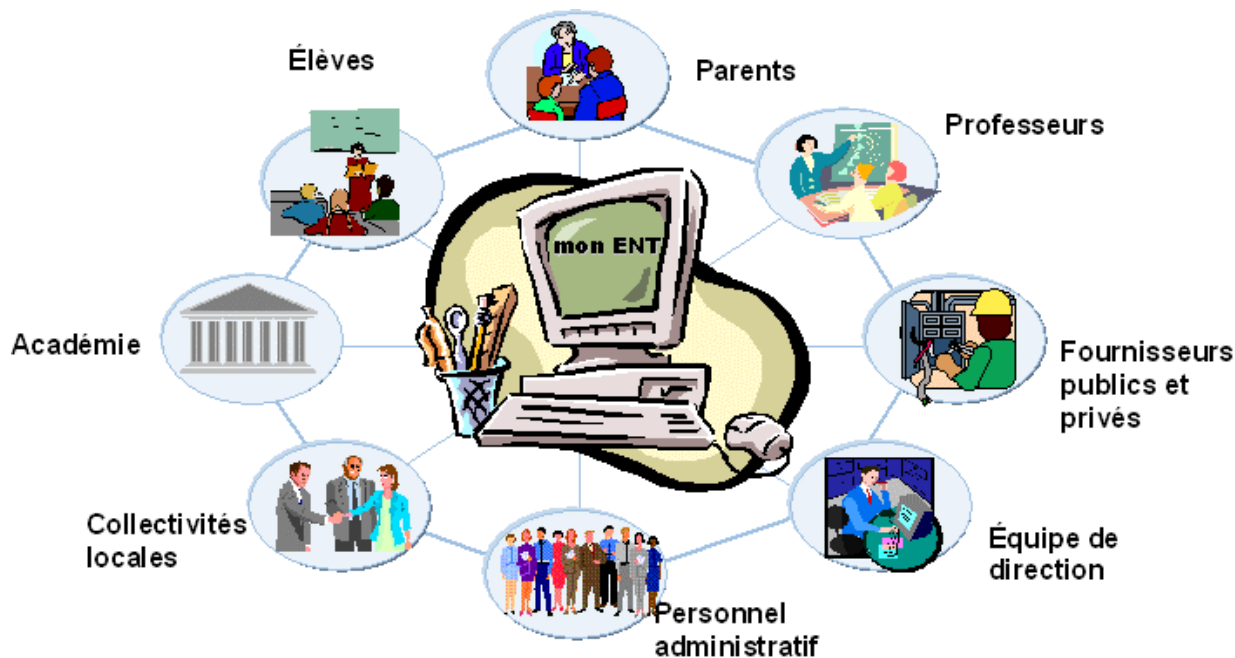 Élèves
Parents
Professeurs
mon ENT
Académie
Fournisseurs
publics et
privés
Collectivités
locales
Équipe de
direction
Personnel
administratif